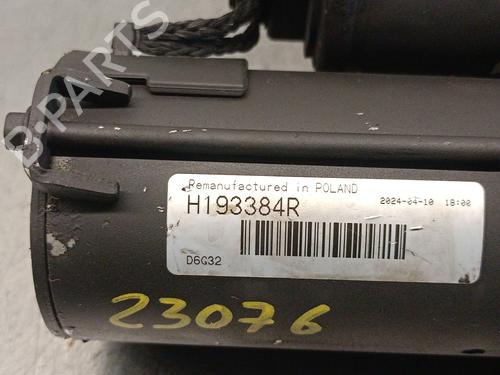 B-PARTS
Remanufactured in POLAND
H193384R
2024-04-10 18:00
D6G32
23076